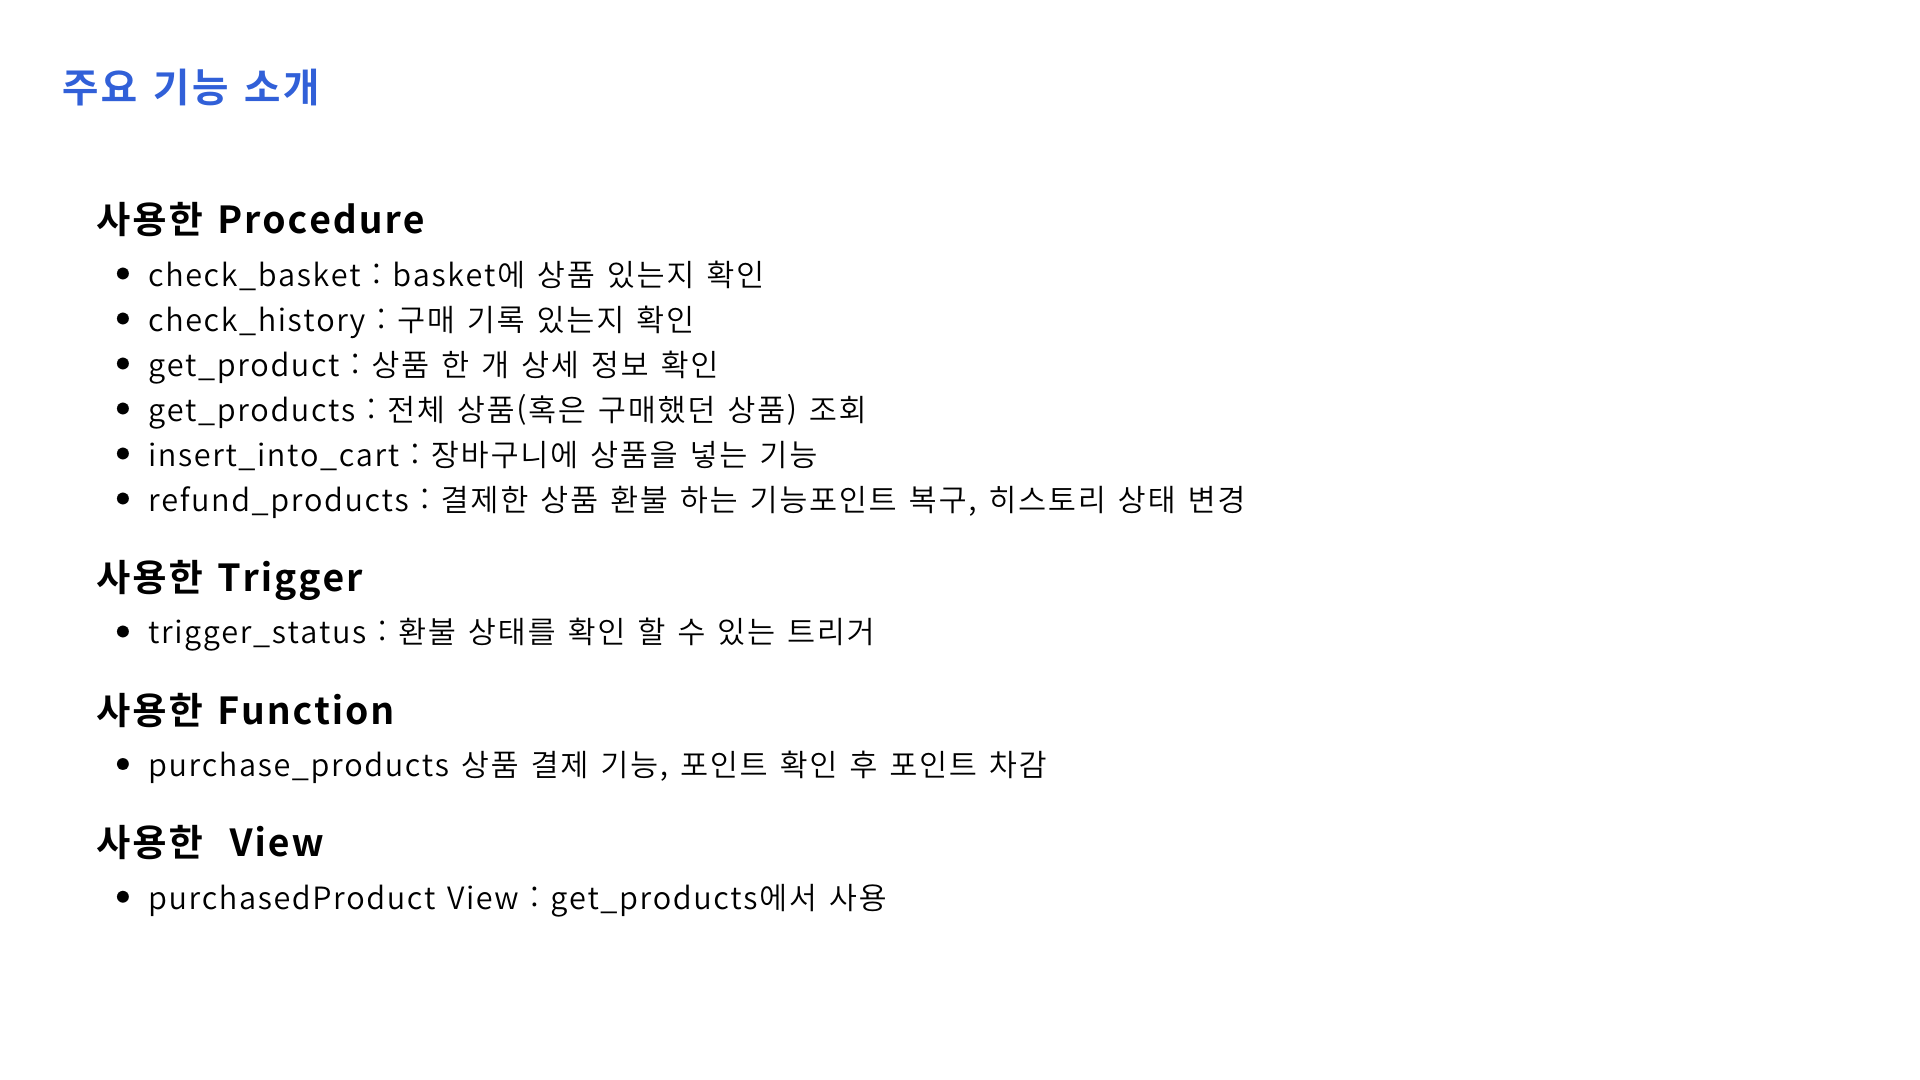 주요 기능 소개
사용한 Procedure
• check_basket : basket에 상품 있는지 확인
• check_history : 구매 기록 있는지 확인
• get_product : 상품 한 개 상세 정보 확인
• get_products : 전체 상품(혹은 구매했던 상품) 조회
• insert_into_cart : 장바구니에 상품을 넣는 기능
• refund_products : 결제한 상품 환불 하는 기능포인트 복구, 히스토리 상태 변경
사용한 Trigger
• trigger_status : 환불 상태를 확인 할 수 있는 트리거
사용한 Function
• purchase_products 상품 결제 기능, 포인트 확인 후 포인트 차감
사용한  View
• purchasedProduct View : get_products에서 사용